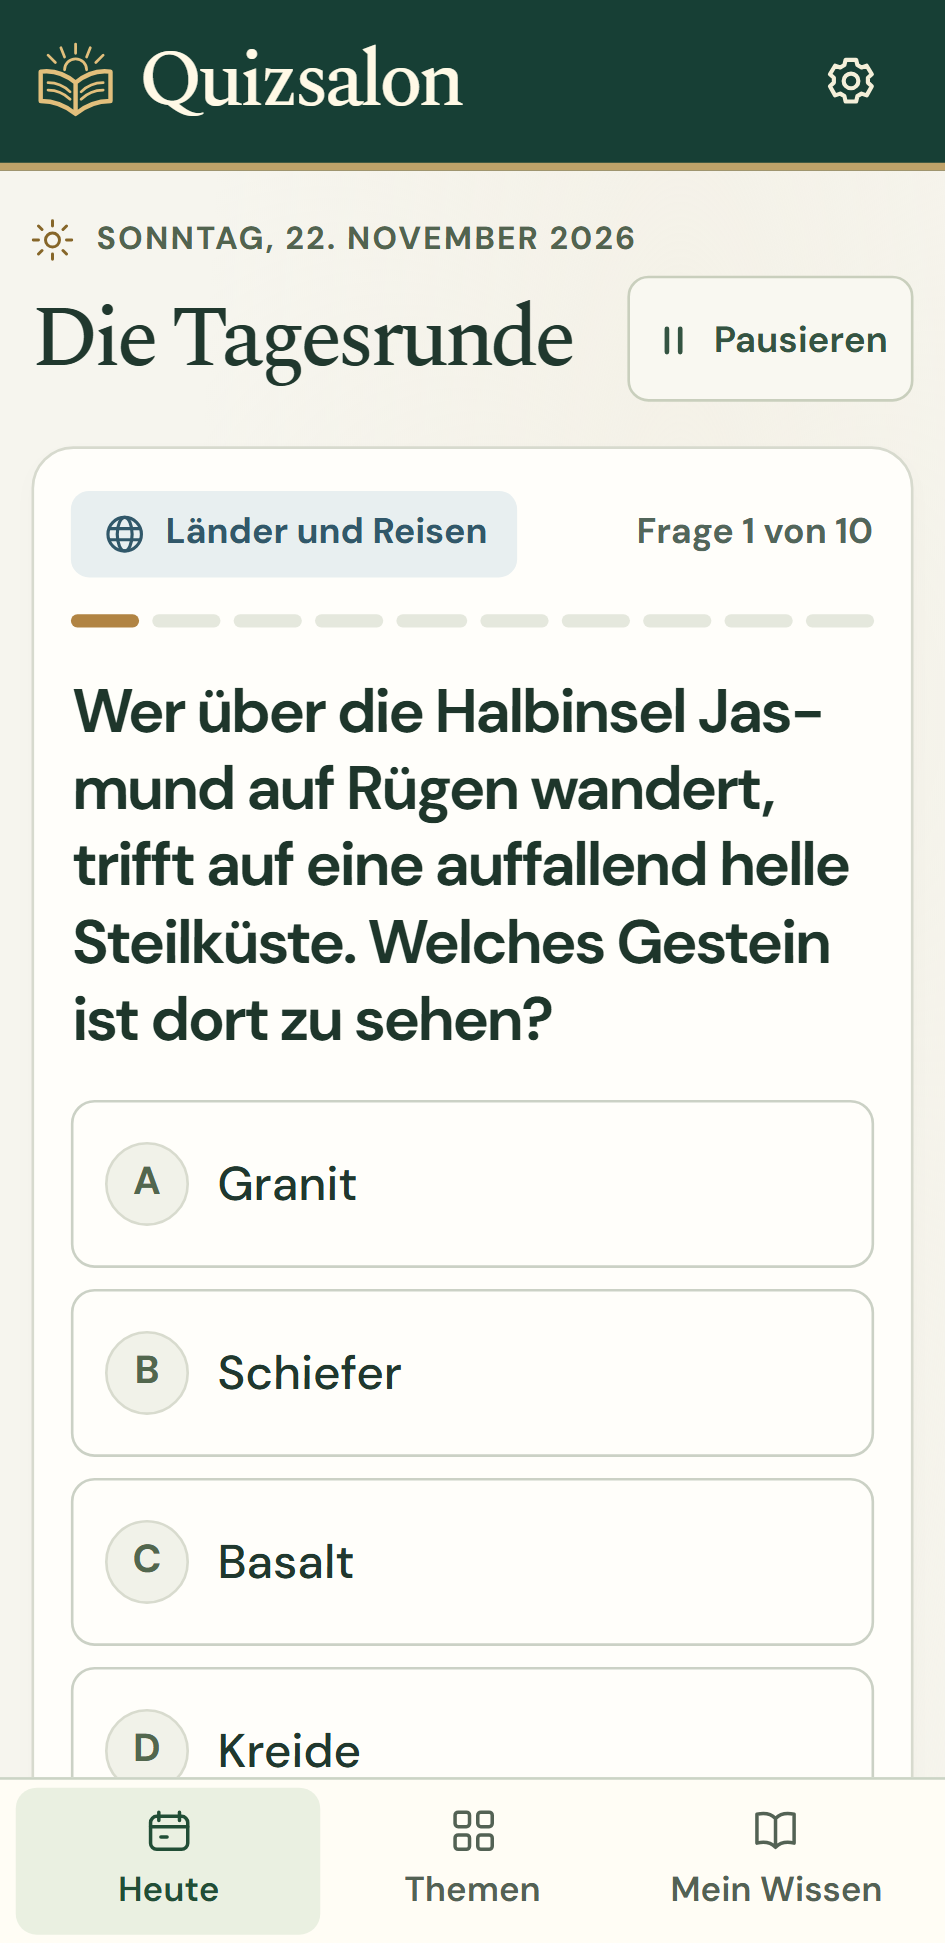 Quizsalon
SONNTAG, 22. NOVEMBER 2026
Die Tagesrunde
Pausieren
Länder und Reisen
Frage 1 von 10
Wer über die Halbinsel Jas-
mund auf Rügen wandert,
trifft auf eine auffallend helle
Steilküste. Welches Gestein
ist dort zu sehen?
A Granit
B Schiefer
C Basalt
D Kreide
Heute
Themen
Mein Wissen